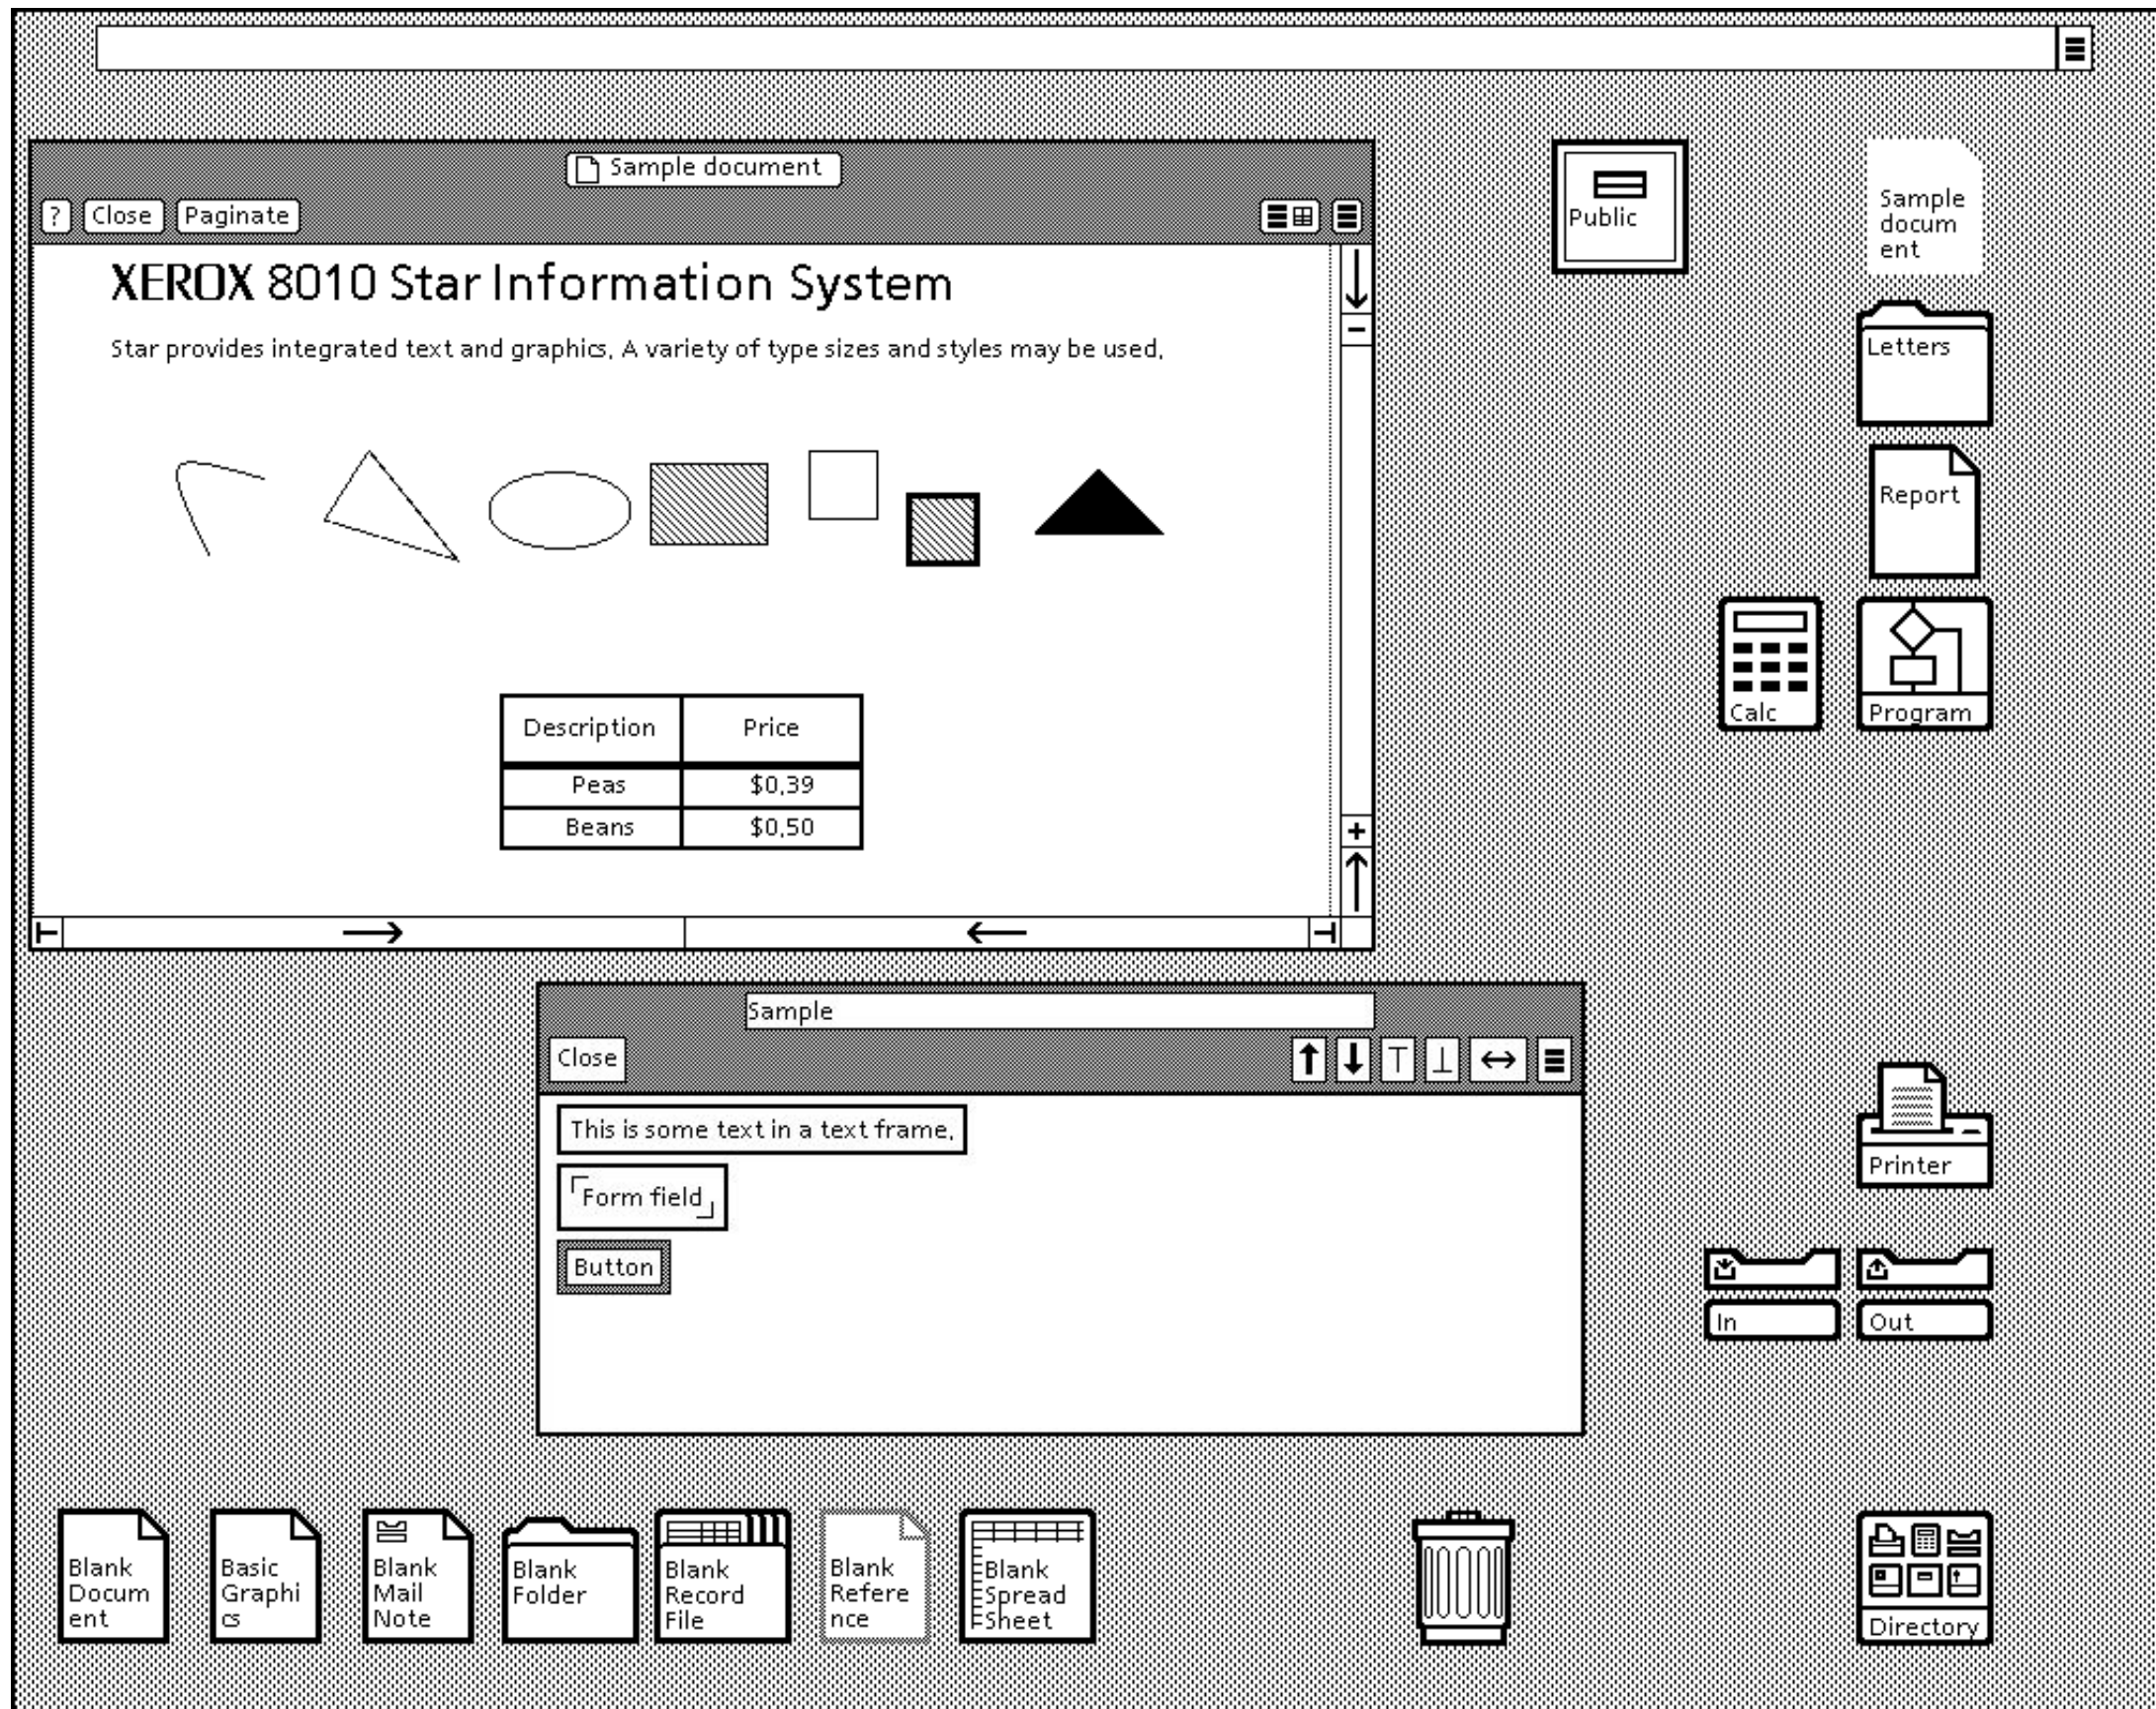 Sample document
? Close Paginate
XEROX 8010 Star Information System
Star provides integrated text and graphics. A variety of type sizes and styles may be used.
Description Price
Peas $0.39
Beans $0.50
Public
Sample
docum
ent
Letters
Report
Calc
Program
Sample
Close
This is some text in a text frame.
Form field
Button
Printer
In
Out
Blank
Docum
ent
Basic
Graphi
cs
Blank
Mail
Note
Blank
Folder
Blank
Record
File
Blank
Refere
nce
Blank
Spread
Sheet
Directory